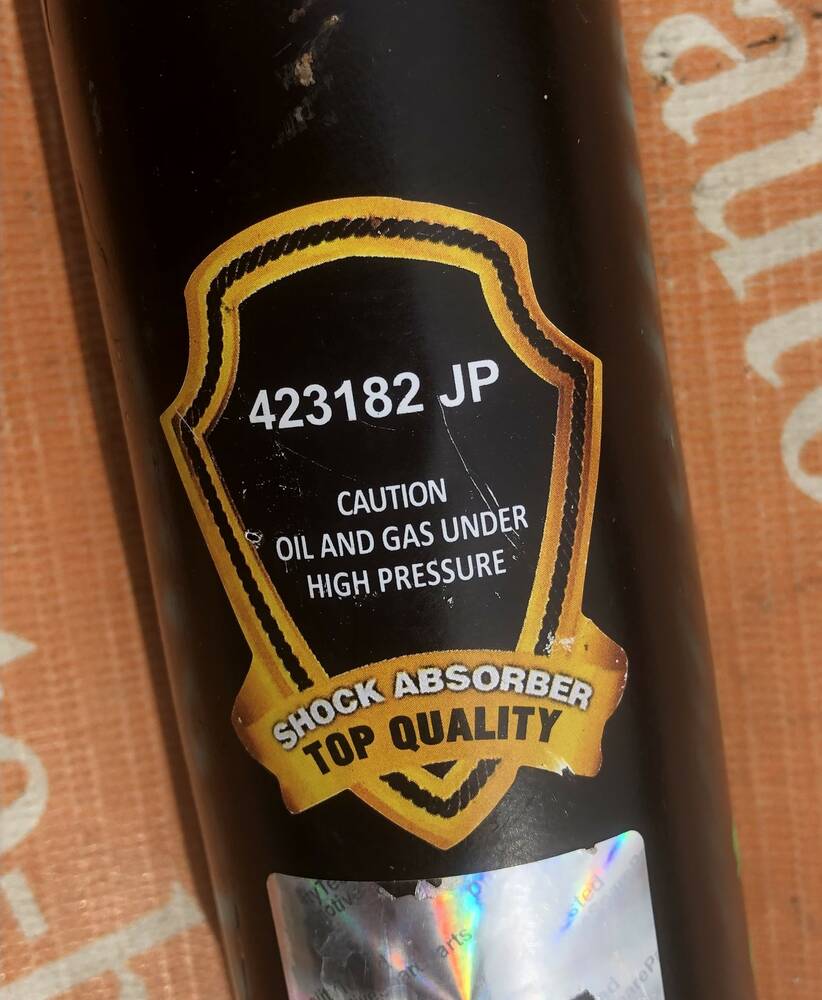 423182 JP
CAUTION
OIL AND GAS UNDER
HIGH PRESSURE
SHOCK ABSORBER
TOP QUALITY